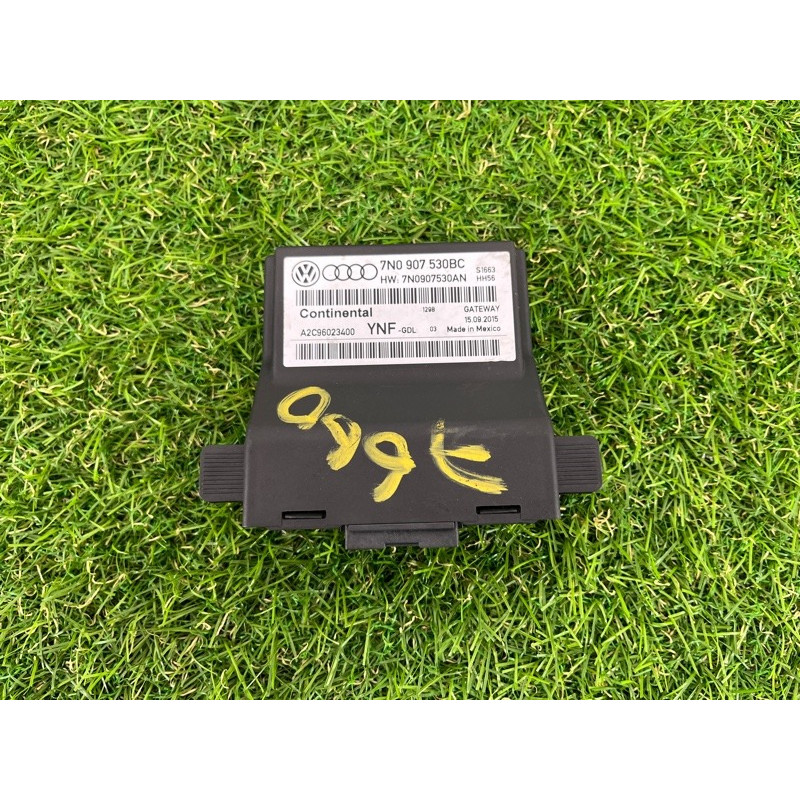 7N0 907 530BC
HW: 7N0907530AN
S1663
HH56
Continental
1298
GATEWAY
15.09.2015
A2C96023400
YNF -GDL
03
Made in Mexico